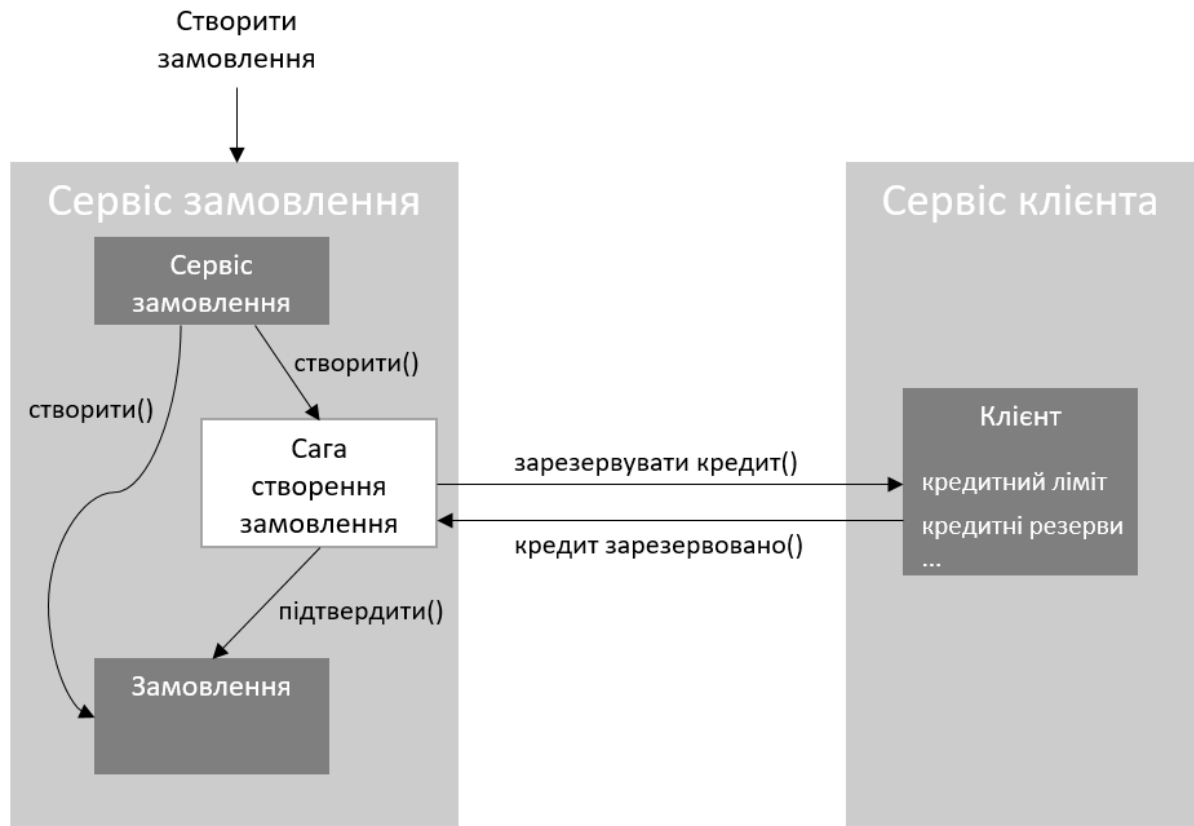 Створити
замовлення
Сервіс замовлення
Сервіс клієнта
Сервіс
замовлення
створити()
створити()
Сага
створення
замовлення
зарезервувати кредит()
кредит зарезервовано()
Клієнт
кредитний ліміт
кредитні резерви
...
підтвердити()
Замовлення